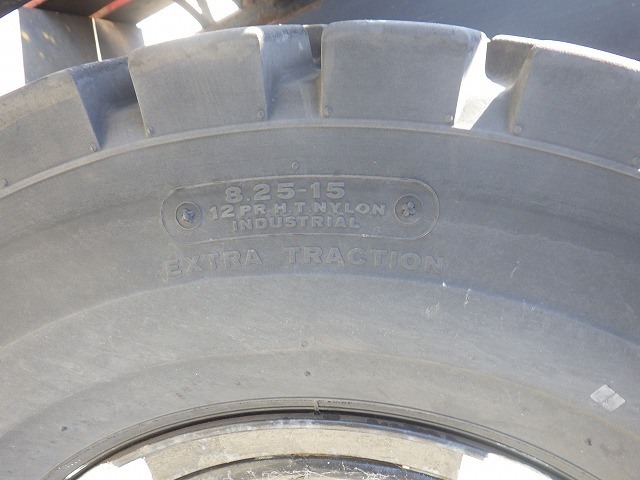 8.25-15
12 PR H.T. NYLON
INDUSTRIAL
EXTRA TRACTION